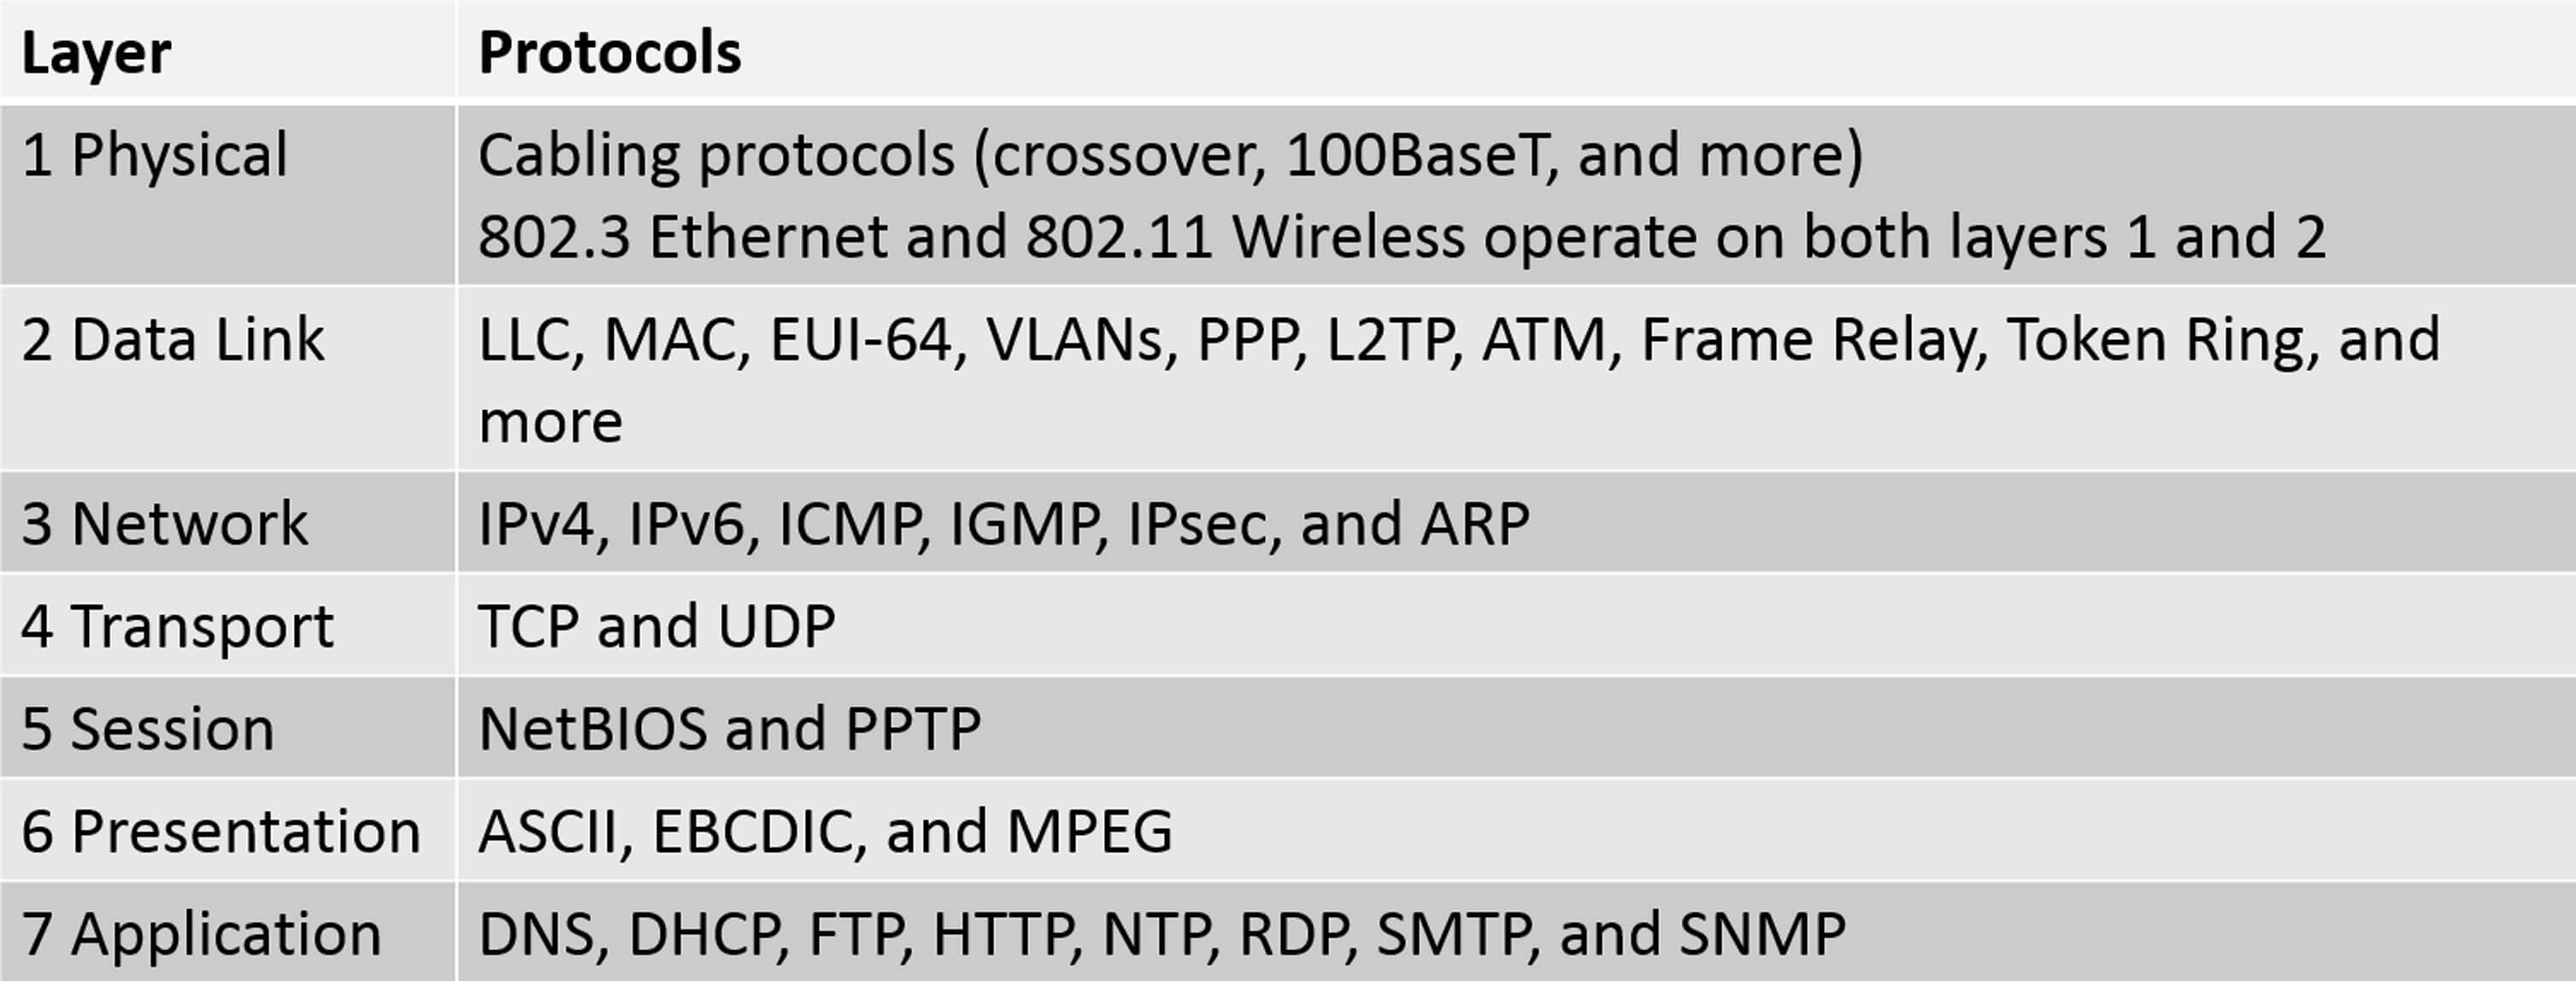 Layer Protocols
1 Physical Cabling protocols (crossover, 100BaseT, and more)
802.3 Ethernet and 802.11 Wireless operate on both layers 1 and 2
2 Data Link LLC, MAC, EUI-64, VLANs, PPP, L2TP, ATM, Frame Relay, Token Ring, and
more
3 Network IPv4, IPv6, ICMP, IGMP, IPsec, and ARP
4 Transport TCP and UDP
5 Session NetBIOS and PPTP
6 Presentation ASCII, EBCDIC, and MPEG
7 Application DNS, DHCP, FTP, HTTP, NTP, RDP, SMTP, and SNMP